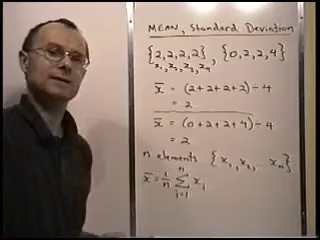 MEAN, Standard Deviation
{2,2,2,2}, {0,2,2,4}
x₁, x₂, x₃, x₄
x̄ = (2+2+2+2) ÷ 4
= 2
x̄ = (0+2+2+4) ÷ 4
= 2
n elements {x₁, x₂, ... xₙ}
x̄ = 1/n ∑ᵢ₌₁ⁿ xᵢ